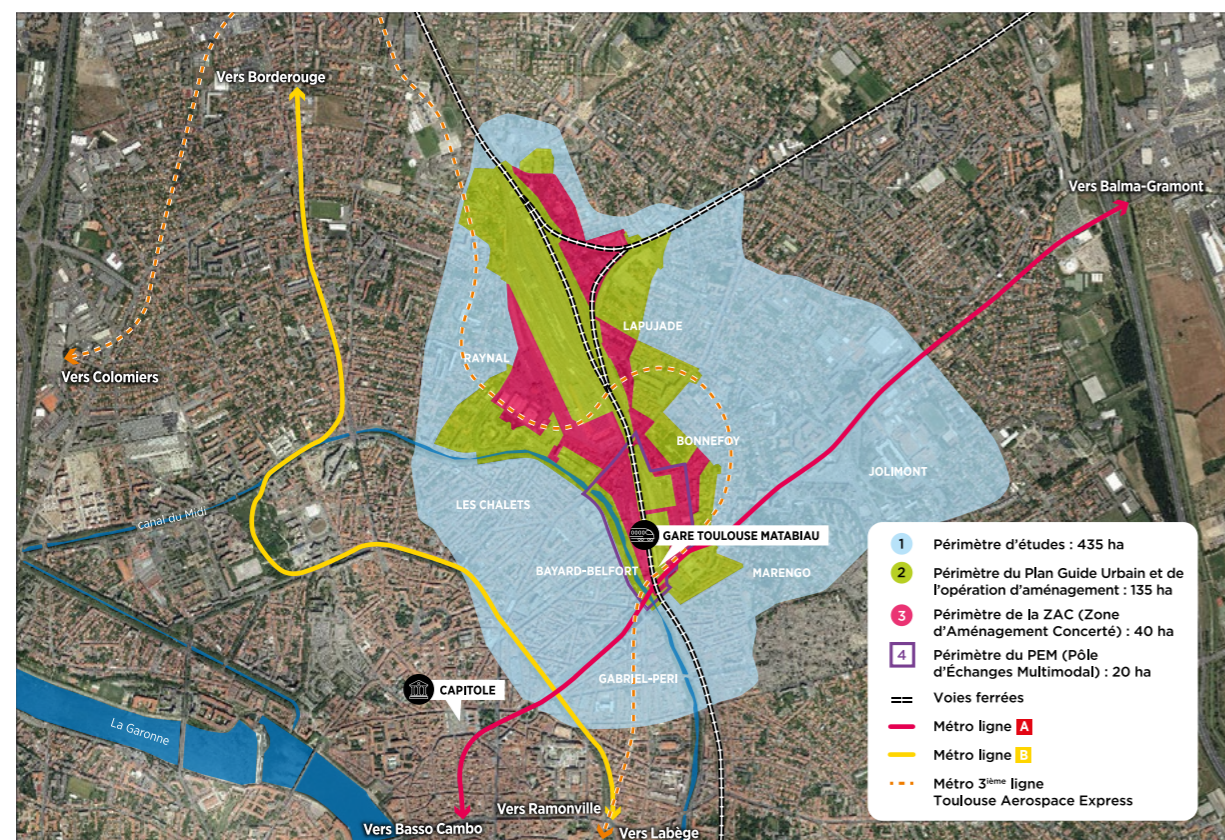 Vers Borderouge
Vers Balma-Gramont
LAPUJADE
RAYNAL
Vers Colomiers
BONNEFOY
JOLIMONT
LES CHALETS
Canal du Midi
GARE TOULOUSE MATABIAU
BAYARD-BELFORT
MARENGO
GABRIEL-PERI
CAPITOLE
La Garonne
Vers Ramonville
Vers Basso Cambo
Vers Labège
1 Périmètre d'études : 435 ha
2 Périmètre du Plan Guide Urbain et de
l'opération d'aménagement : 135 ha
3 Périmètre de la ZAC (Zone
d'Aménagement Concerté) : 40 ha
4 Périmètre du PEM (Pôle
d'Échanges Multimodal) : 20 ha
Voies ferrées
Métro ligne A
Métro ligne B
Métro 3ième ligne
Toulouse Aerospace Express